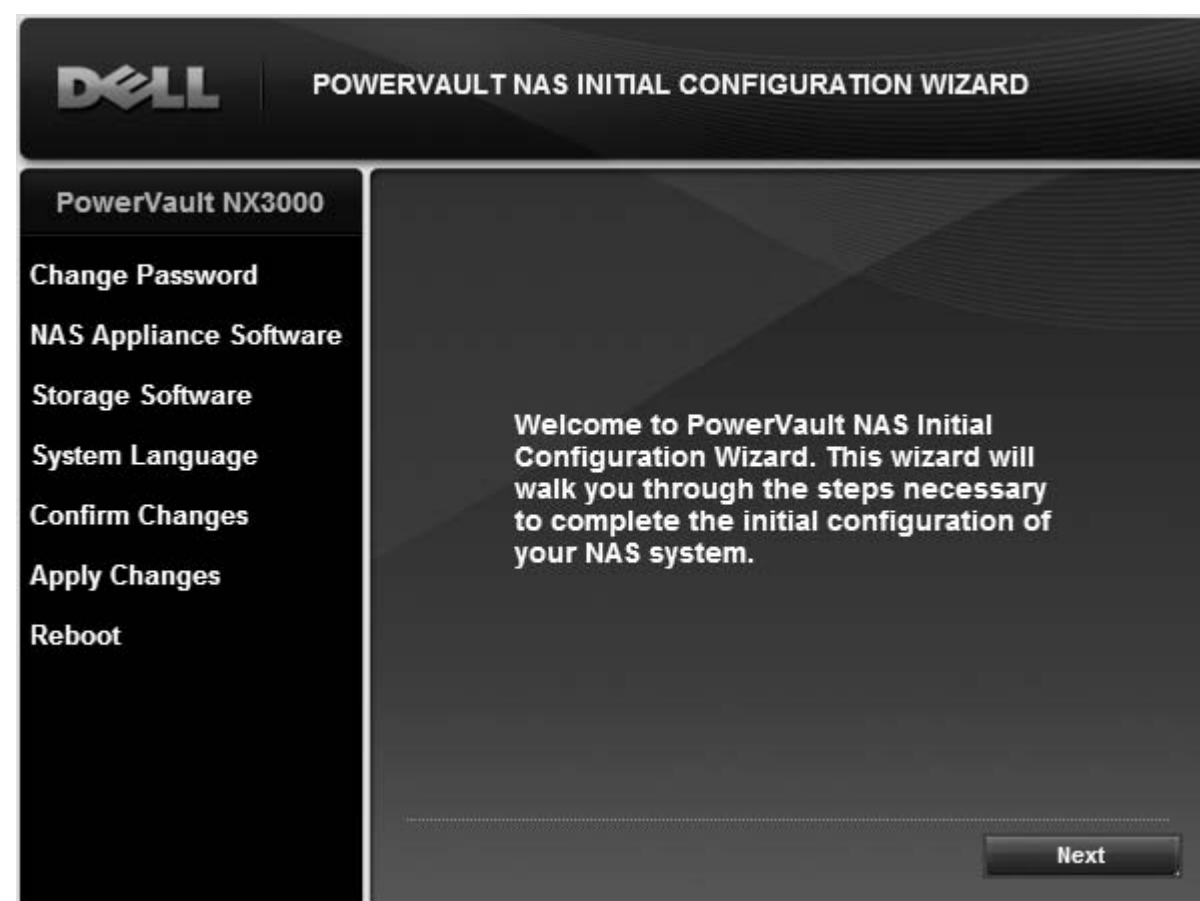 DELL
POWERVAULT NAS INITIAL CONFIGURATION WIZARD
PowerVault NX3000
Change Password
NAS Appliance Software
Storage Software
System Language
Confirm Changes
Apply Changes
Reboot
Welcome to PowerVault NAS Initial
Configuration Wizard. This wizard will
walk you through the steps necessary
to complete the initial configuration of
your NAS system.
Next